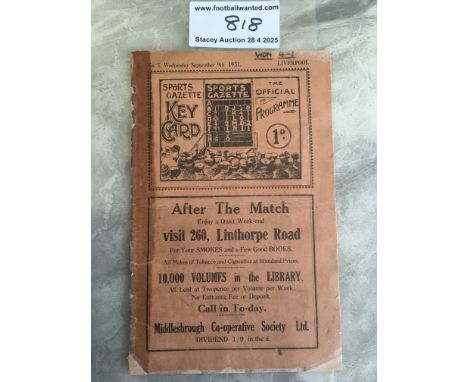 www.footballwanted.com
818
Stacey Auction 28 4 2025
WON 4-1
No. 3, Wednesday September 9th 1931. LIVERPOOL
SPORTS GAZETTE
KEY CARD
SPORTS GAZETTE
THE OFFICIAL PROGRAMME
1D
After The Match
Enjoy a Quiet Week-end
visit 260, Linthorpe Road
For Your SMOKES and a Few Good BOOKS.
All Makes of Tobacco and Cigarettes at Standard Prices.
10,000 VOLUMES in the LIBRARY.
All Lent at Twopence per Volume per Week.
No Entrance Fee or Deposit.
Call in To-day.
Middlesbrough Co-operative Society Ltd.
DIVIDEND 1/9 in the £.